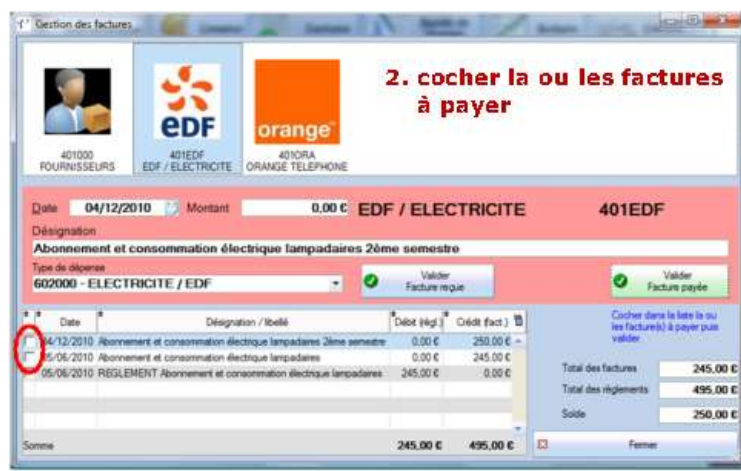 Gestion des factures
2. cocher la ou les factures
à payer
eDF
orange
401000
FOURNISSEURS
401EDF
EDF / ELECTRICITE
401ORA
ORANGE TELEPHONE
Date 04/12/2010 Montant 0,00 € EDF / ELECTRICITE 401EDF
Désignation
Abonnement et consommation électrique lampadaires 2ème semestre
Type de dépense
602000 - ELECTRICITE / EDF
Valider
Facture reçue
Valider
Facture payée
Date Désignation / libellé Débit (régl.) Crédit (fact.)
04/12/2010 Abonnement et consommation électrique lampadaires 2ème semestre 0,00 € 250,00 €
05/06/2010 Abonnement et consommation électrique lampadaires 0,00 € 245,00 €
05/06/2010 REGLEMENT Abonnement et consommation électrique lampadaires 245,00 € 0,00 €
Somme 245,00 € 495,00 €
Cocher dans la liste la ou
les facture(s) à payer puis
valider
Total des factures 245,00 €
Total des règlements 495,00 €
Solde 250,00 €
Fermer